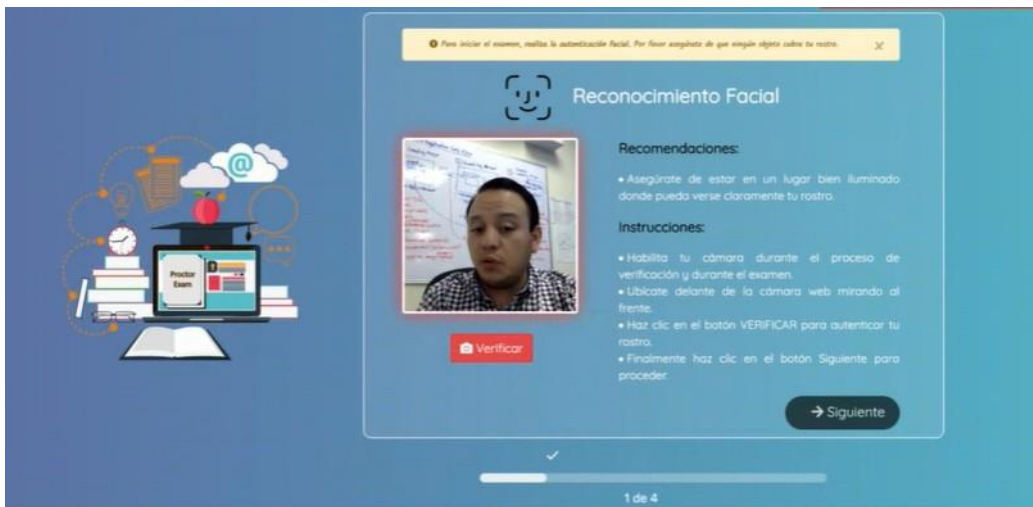 Para iniciar el examen, realiza la autenticación facial. Por favor asegúrate de que ningún objeto cubra tu rostro.
Reconocimiento Facial
Recomendaciones:
• Asegúrate de estar en un lugar bien iluminado
donde pueda verse claramente tu rostro.
Instrucciones:
• Habilita tu cámara durante el proceso de
verificación y durante el examen.
• Ubícate delante de la cámara web mirando al
frente.
• Haz clic en el botón VERIFICAR para autenticar tu
rostro.
• Finalmente haz clic en el botón Siguiente para
proceder.
Proctor
Exam
@
Verificar
→ Siguiente
1 de 4